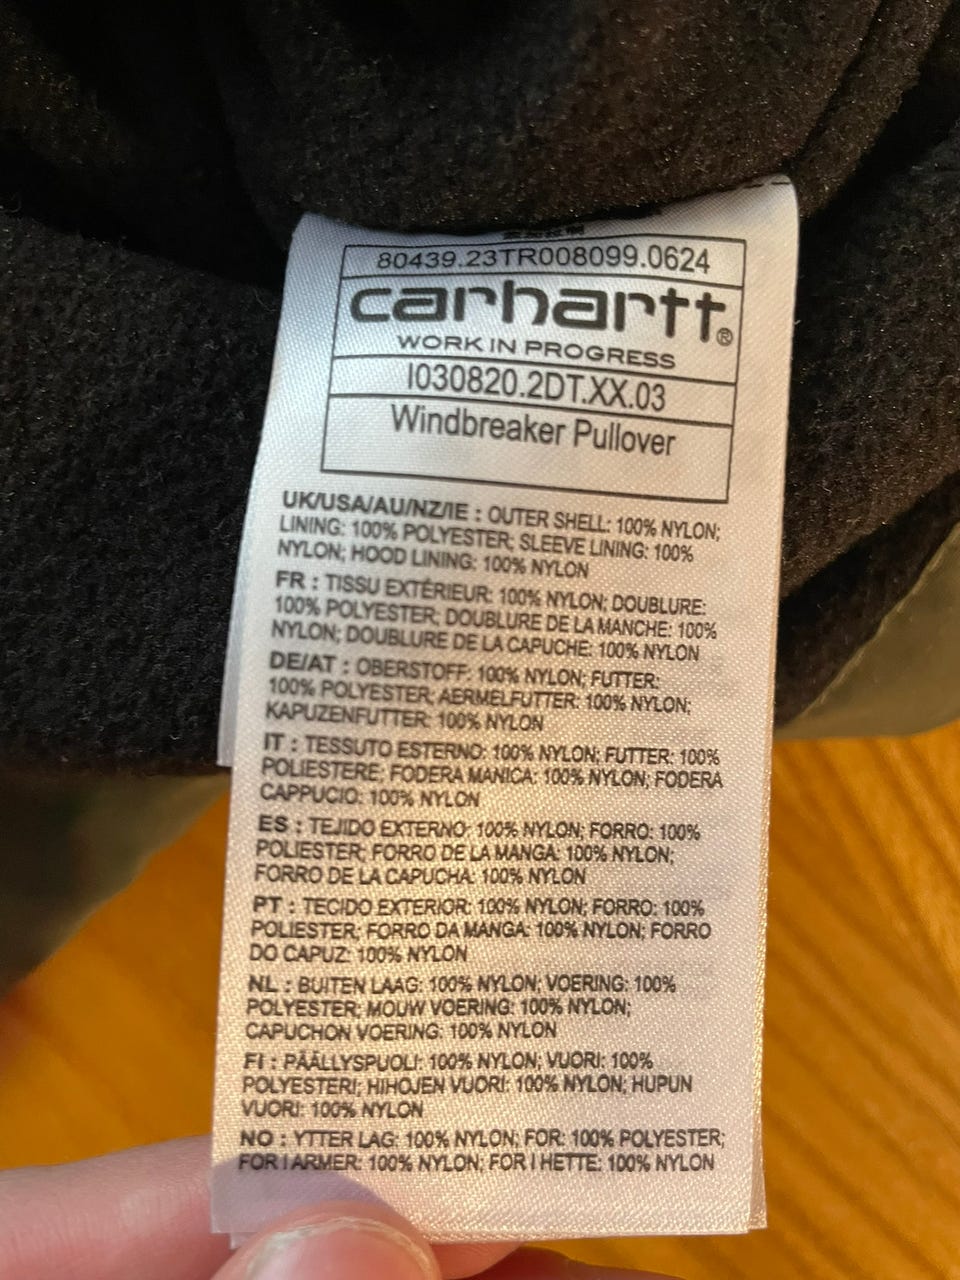 80439.23TR008099.0624
carhartt®
WORK IN PROGRESS
I030820.2DT.XX.03
Windbreaker Pullover
UK/USA/AU/NZ/IE : OUTER SHELL: 100% NYLON;
LINING: 100% POLYESTER; SLEEVE LINING: 100%
NYLON; HOOD LINING: 100% NYLON
FR : TISSU EXTÉRIEUR: 100% NYLON; DOUBLURE:
100% POLYESTER; DOUBLURE DE LA MANCHE: 100%
NYLON; DOUBLURE DE LA CAPUCHE: 100% NYLON
DE/AT : OBERSTOFF: 100% NYLON; FUTTER:
100% POLYESTER; AERMELFUTTER: 100% NYLON;
KAPUZENFUTTER: 100% NYLON
IT : TESSUTO ESTERNO: 100% NYLON; FUTTER: 100%
POLIESTERE; FODERA MANICA: 100% NYLON; FODERA
CAPPUCIO: 100% NYLON
ES : TEJIDO EXTERNO: 100% NYLON; FORRO: 100%
POLIESTER; FORRO DE LA MANGA: 100% NYLON;
FORRO DE LA CAPUCHA: 100% NYLON
PT : TECIDO EXTERIOR: 100% NYLON; FORRO: 100%
POLIESTER; FORRO DA MANGA: 100% NYLON; FORRO
DO CAPUZ: 100% NYLON
NL : BUITEN LAAG: 100% NYLON; VOERING: 100%
POLYESTER; MOUW VOERING: 100% NYLON;
CAPUCHON VOERING: 100% NYLON
FI : PÄÄLLYSPUOLI: 100% NYLON; VUORI: 100%
POLYESTERI; HIHOJEN VUORI: 100% NYLON; HUPUN
VUORI: 100% NYLON
NO : YTTER LAG: 100% NYLON; FOR: 100% POLYESTER;
FOR I ARMER: 100% NYLON; FOR I HETTE: 100% NYLON